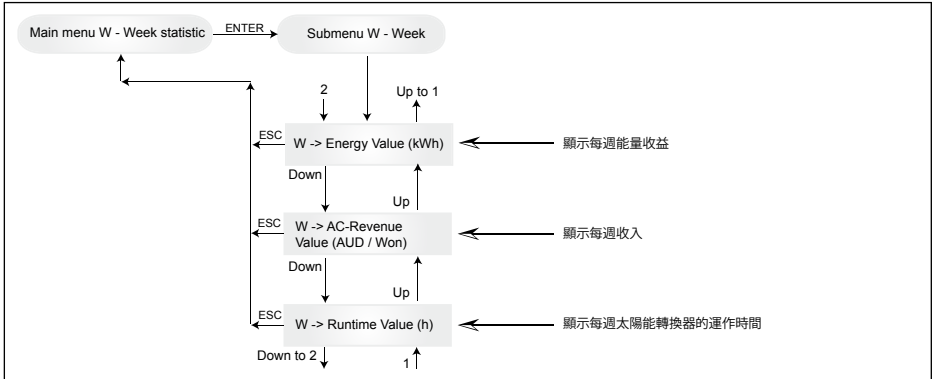 Main menu W - Week statistic
ENTER
Submenu W - Week
2
Up to 1
ESC
W -> Energy Value (kWh)
顯示每週能量收益
Down
Up
ESC
W -> AC-Revenue
Value (AUD / Won)
顯示每週收入
Down
Up
ESC
W -> Runtime Value (h)
顯示每週太陽能轉換器的運作時間
Down to 2
1